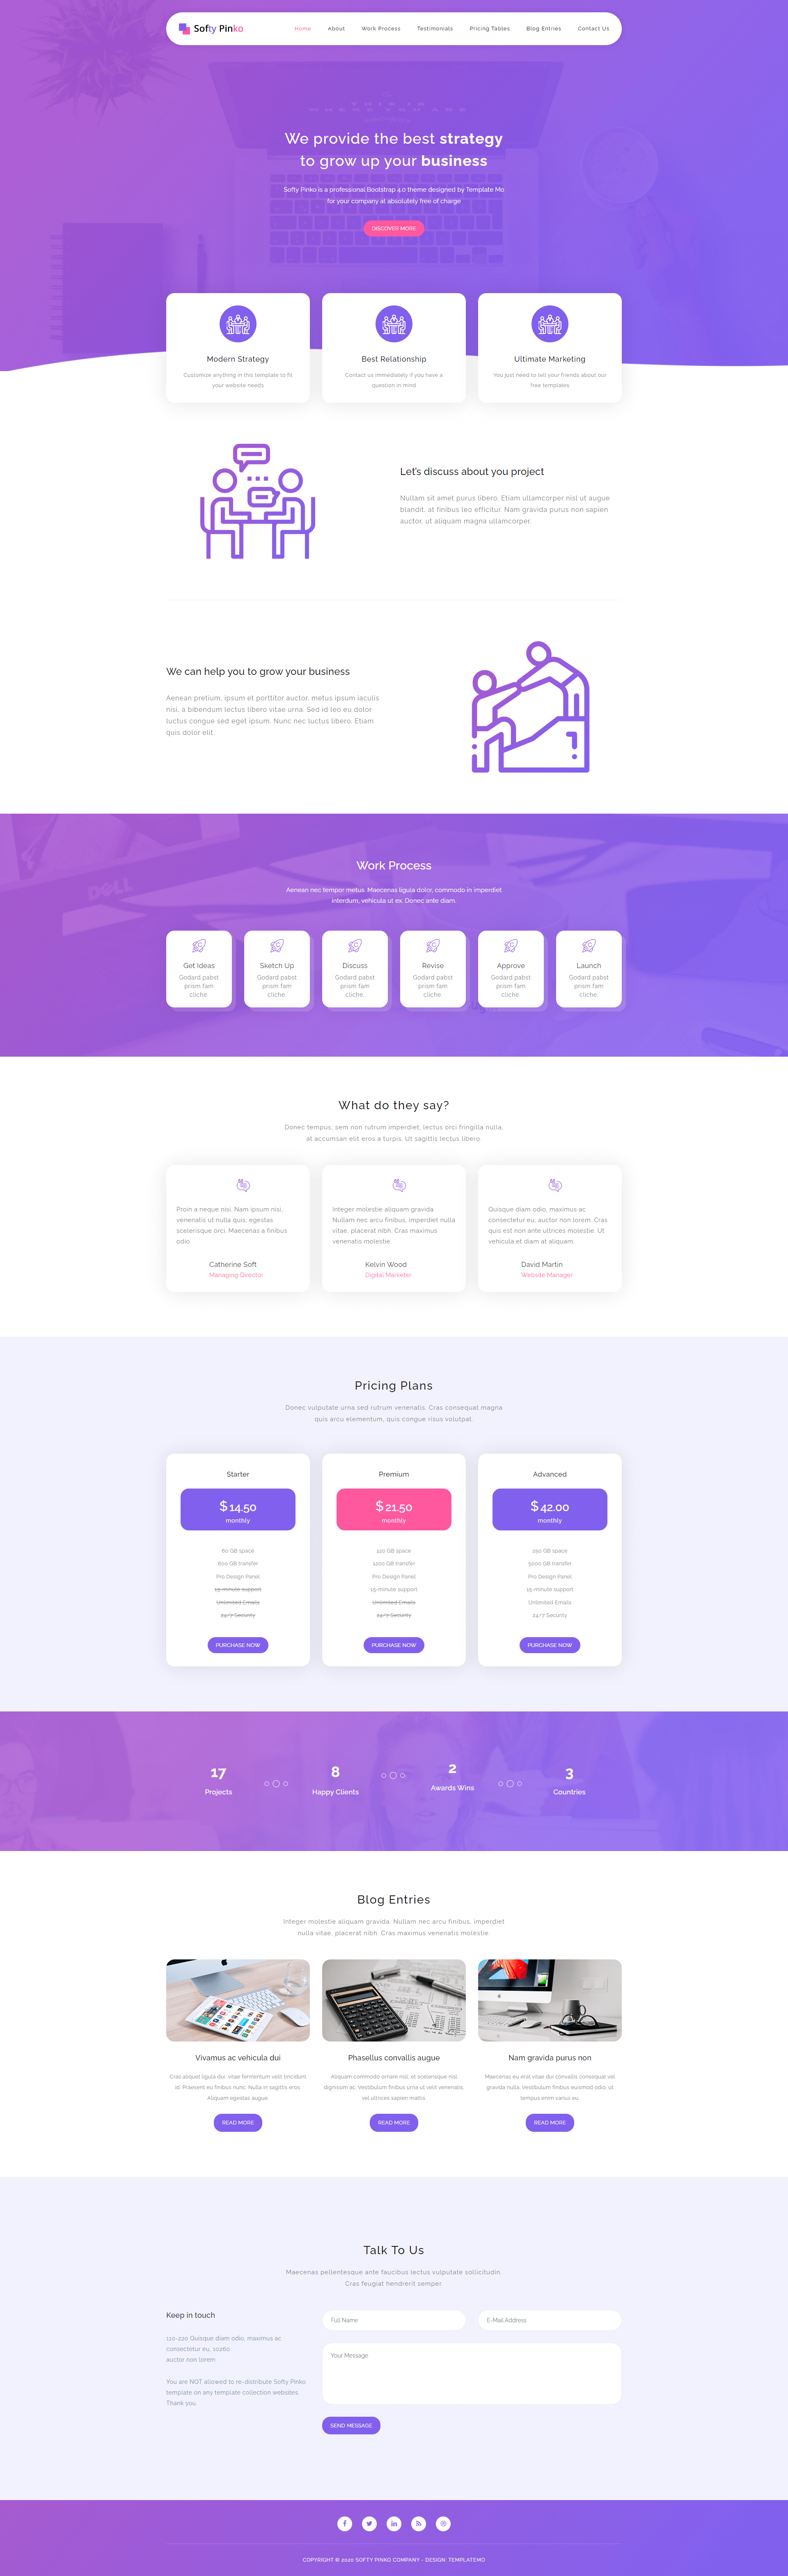 Softy Pinko
Home About Work Process Testimonials Pricing Tables Blog Entries Contact Us
We provide the best strategy
to grow up your business
Softy Pinko is a professional Bootstrap 4.0 theme designed by Template Mo
for your company at absolutely free of charge
DISCOVER MORE
Modern Strategy
Customize anything in this template to fit
your website needs
Best Relationship
Contact us immediately if you have a
question in mind
Ultimate Marketing
You just need to tell your friends about our
free templates
Let's discuss about you project
Nullam sit amet purus libero. Etiam ullamcorper nisl ut augue
blandit, at finibus leo efficitur. Nam gravida purus non sapien
auctor, ut aliquam magna ullamcorper.
We can help you to grow your business
Aenean pretium, ipsum et porttitor auctor, metus ipsum iaculis
nisi, a bibendum lectus libero vitae urna. Sed id leo eu dolor
luctus congue sed eget ipsum. Nunc nec luctus libero. Etiam
quis dolor elit.
DELL
Work Process
Aenean nec tempor metus. Maecenas ligula dolor, commodo in imperdiet
interdum, vehicula ut ex. Donec ante diam.
Get Ideas
Godard pabst
prism fam
cliche
Sketch Up
Godard pabst
prism fam
cliche.
Discuss
Godard pabst
prism fam
cliche.
Revise
Godard pabst
prism fam
cliche.
Approve
Godard pabst
prism fam
cliche.
Launch
Godard pabst
prism fam
cliche.
What do they say?
Donec tempus, sem non rutrum imperdiet, lectus orci fringilla nulla,
at accumsan elit eros a turpis. Ut sagittis lectus libero.
Proin a neque nisi. Nam ipsum nisi,
venenatis ut nulla quis, egestas
scelerisque orci. Maecenas a finibus
odio
Catherine Soft
Managing Director
Integer molestie aliquam gravida.
Nullam nec arcu finibus, imperdiet nulla
vitae, placerat nibh. Cras maximus
venenatis molestie.
Kelvin Wood
Digital Marketer
Quisque diam odio, maximus ac
consectetur eu, auctor non lorem. Cras
quis est non ante ultrices molestie. Ut
vehicula et diam at aliquam.
David Martin
Website Manager
Pricing Plans
Donec vulputate urna sed rutrum venenatis. Cras consequat magna
quis arcu elementum, quis congue risus volutpat.
Starter
$ 14.50
monthly
60 GB space
600 GB transfer
Pro Design Panel
15-minute support
Unlimited Emails
24/7 Security
PURCHASE NOW
Premium
$ 21.50
monthly
120 GB space
1200 GB transfer
Pro Design Panel
15-minute support
Unlimited Emails
24/7 Security
PURCHASE NOW
Advanced
$ 42.00
monthly
250 GB space
5000 GB transfer
Pro Design Panel
15-minute support
Unlimited Emails
24/7 Security
PURCHASE NOW
17
Projects
8
Happy Clients
2
Awards Wins
3
Countries
Blog Entries
Integer molestie aliquam gravida. Nullam nec arcu finibus, imperdiet
nulla vitae, placerat nibh. Cras maximus venenatis molestie.
Vivamus ac vehicula dui
Cras aliquet ligula dui, vitae fermentum velit tincidunt
id. Praesent eu finibus nunc. Nulla in sagittis eros.
Aliquam egestas augue.
READ MORE
Phasellus convallis augue
Aliquam commodo ornare nisl, et scelerisque nisl
dignissim ac. Vestibulum finibus urna ut velit venenatis,
vel ultrices sapien mattis.
READ MORE
Nam gravida purus non
Maecenas eu erat vitae dui convallis consequat vel
gravida nulla. Vestibulum finibus euismod odio, ut
tempus enim varius eu.
READ MORE
Talk To Us
Maecenas pellentesque ante faucibus lectus vulputate sollicitudin.
Cras feugiat hendrerit semper.
Keep in touch
110-220 Quisque diam odio, maximus ac
consectetur eu, 10260
auctor non lorem
You are NOT allowed to re-distribute Softy Pinko
template on any template collection websites.
Thank you.
Full Name
E-Mail Address
Your Message
SEND MESSAGE
COPYRIGHT © 2020 SOFTY PINKO COMPANY - DESIGN: TEMPLATEMO